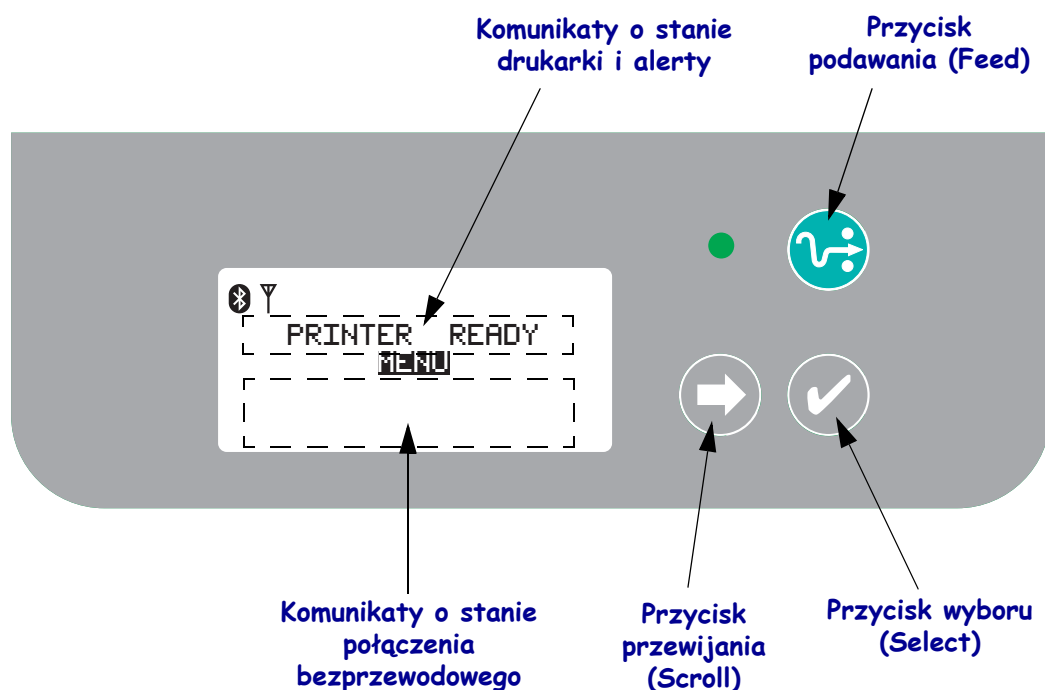 Komunikaty o stanie
drukarki i alerty
Przycisk
podawania (Feed)
PRINTER READY
MENU
Komunikaty o stanie
połączenia
bezprzewodowego
Przycisk
przewijania
(Scroll)
Przycisk wyboru
(Select)